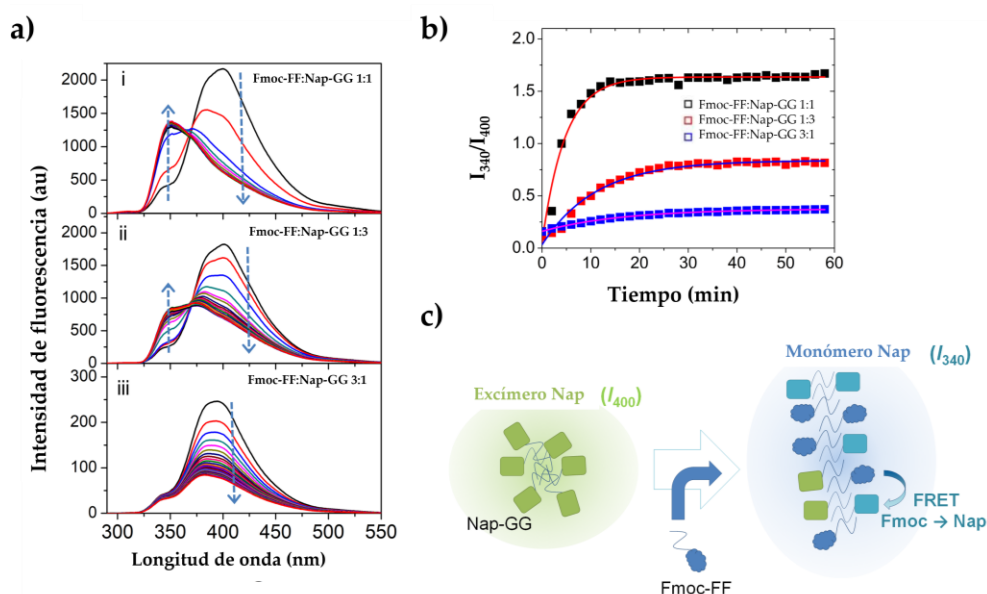 a)
Intensidad de fluorescencia (au)
i
Fmoc-FF:Nap-GG 1:1
2000
1500
1000
500
0
ii
Fmoc-FF:Nap-GG 1:3
2000
1500
1000
500
0
iii
Fmoc-FF:Nap-GG 3:1
300
200
100
0
300 350 400 450 500 550
Longitud de onda (nm)
b)
I340/I400
2.0
1.5
1.0
0.5
0.0
Fmoc-FF:Nap-GG 1:1
Fmoc-FF:Nap-GG 1:3
Fmoc-FF:Nap-GG 3:1
0 10 20 30 40 50 60
Tiempo (min)
c)
Excímero Nap (I400)
Nap-GG
Fmoc-FF
Monómero Nap (I340)
FRET
Fmoc → Nap